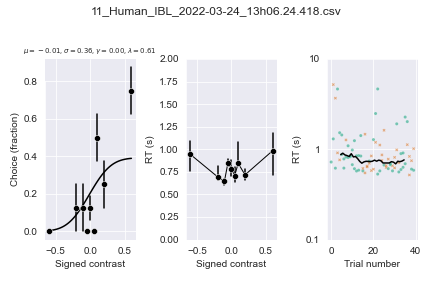 11_Human_IBL_2022-03-24_13h06.24.418.csv
μ = −0.01, σ = 0.36, γ = 0.00, λ = 0.61
Choice (fraction)
0.8
0.6
0.4
0.2
0.0
−0.5 0.0 0.5
Signed contrast
RT (s)
2.00
1.75
1.50
1.25
1.00
0.75
0.50
0.25
0.00
−0.5 0.0 0.5
Signed contrast
RT (s)
10
1
0.1
0 20 40
Trial number